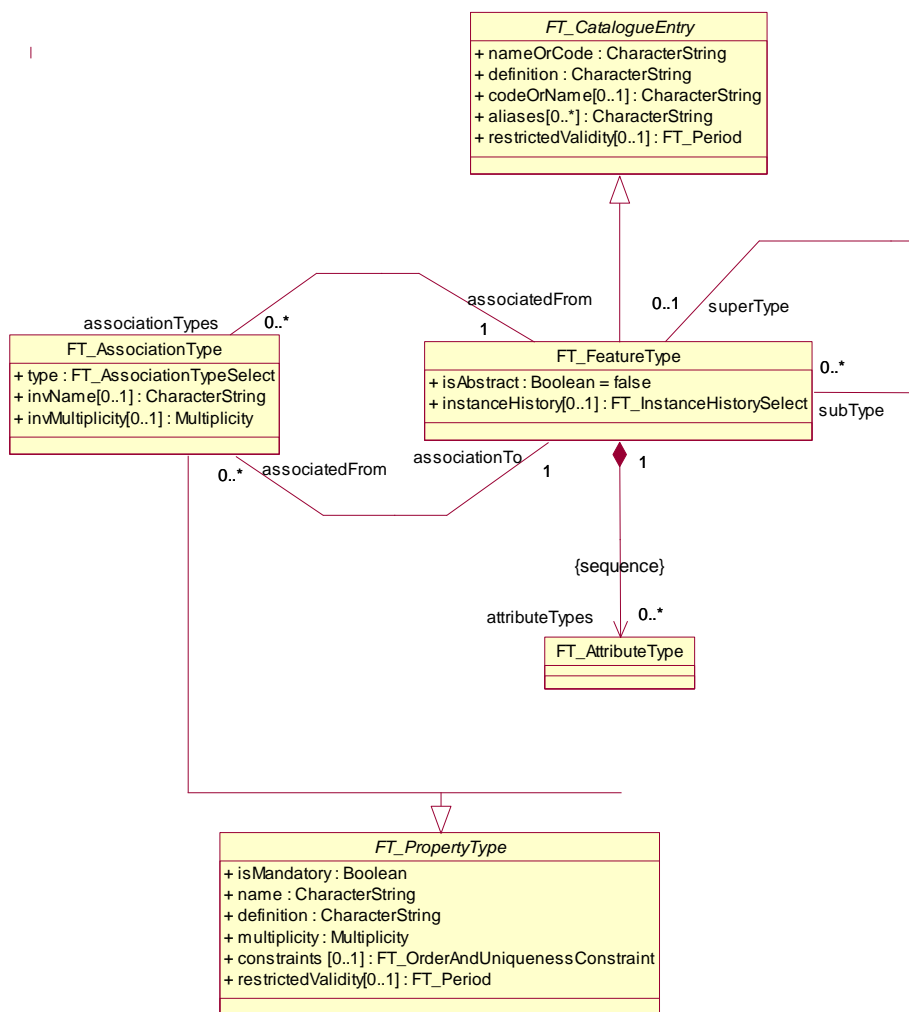 FT_CatalogueEntry
+ nameOrCode : CharacterString
+ definition : CharacterString
+ codeOrName[0..1] : CharacterString
+ aliases[0..*] : CharacterString
+ restrictedValidity[0..1] : FT_Period
associationTypes
0..*
associatedFrom
1
0..1
superType
FT_AssociationType
+ type : FT_AssociationTypeSelect
+ invName[0..1] : CharacterString
+ invMultiplicity[0..1] : Multiplicity
FT_FeatureType
+ isAbstract : Boolean = false
+ instanceHistory[0..1] : FT_InstanceHistorySelect
0..*
subType
0..*
associatedFrom
associationTo
1
1
{sequence}
attributeTypes
0..*
FT_AttributeType
FT_PropertyType
+ isMandatory : Boolean
+ name : CharacterString
+ definition : CharacterString
+ multiplicity : Multiplicity
+ constraints [0..1] : FT_OrderAndUniquenessConstraint
+ restrictedValidity[0..1] : FT_Period